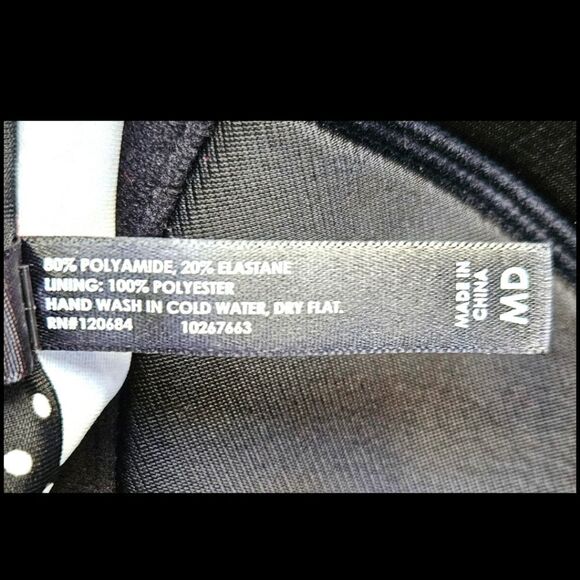 80% POLYAMIDE, 20% ELASTANE
LINING: 100% POLYESTER
HAND WASH IN COLD WATER, DRY FLAT.
RN#120684 10267663
MADE IN
CHINA
MD